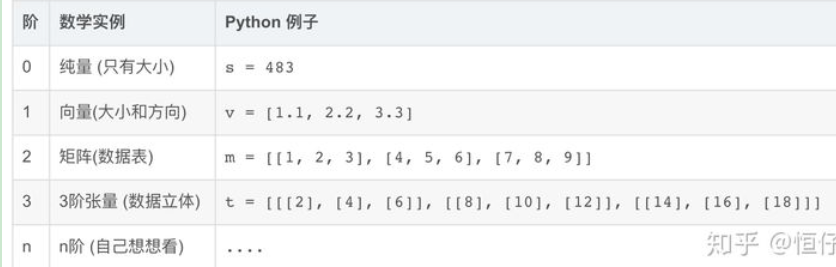 阶 数学实例 Python 例子
0 纯量 (只有大小) s = 483
1 向量(大小和方向) v = [1.1, 2.2, 3.3]
2 矩阵(数据表) m = [[1, 2, 3], [4, 5, 6], [7, 8, 9]]
3 3阶张量 (数据立体) t = [[[2], [4], [6]], [[8], [10], [12]], [[14], [16], [18]]]
n n阶 (自己想想看) ....
知乎 @恒仔